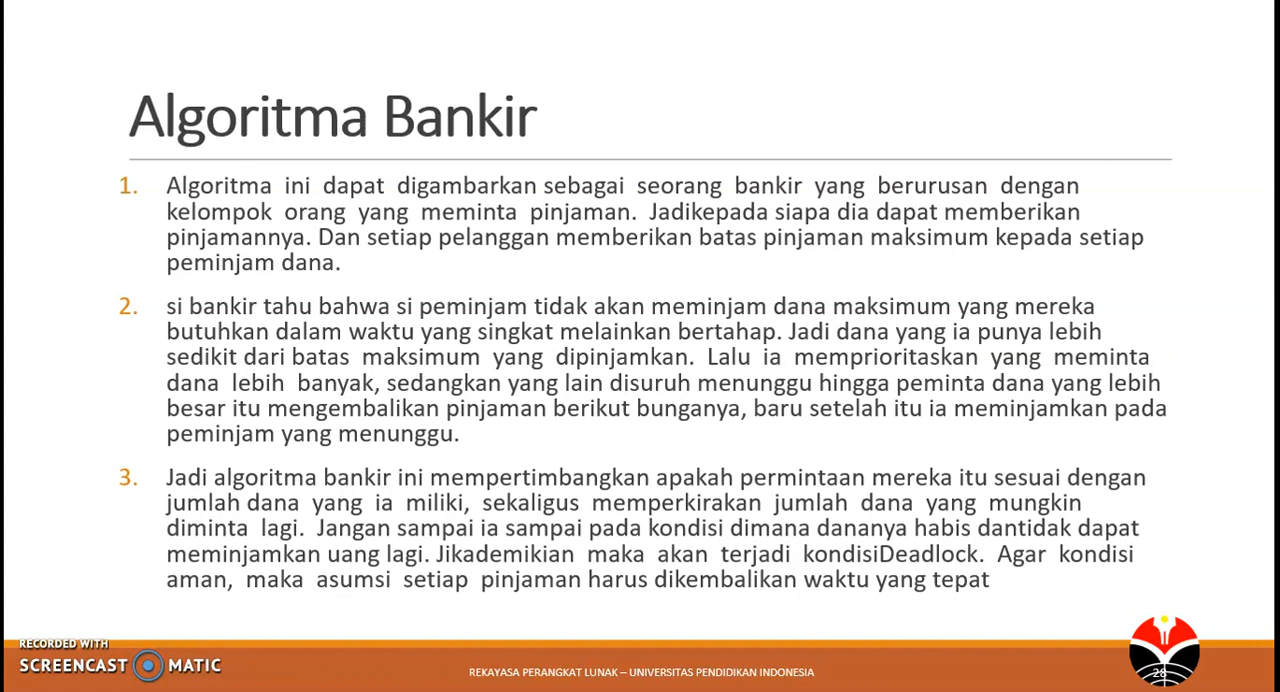 Algoritma Bankir
1. Algoritma ini dapat digambarkan sebagai seorang bankir yang berurusan dengan
kelompok orang yang meminta pinjaman. Jadikepada siapa dia dapat memberikan
pinjamannya. Dan setiap pelanggan memberikan batas pinjaman maksimum kepada setiap
peminjam dana.
2. si bankir tahu bahwa si peminjam tidak akan meminjam dana maksimum yang mereka
butuhkan dalam waktu yang singkat melainkan bertahap. Jadi dana yang ia punya lebih
sedikit dari batas maksimum yang dipinjamkan. Lalu ia memprioritaskan yang meminta
dana lebih banyak, sedangkan yang lain disuruh menunggu hingga peminta dana yang lebih
besar itu mengembalikan pinjaman berikut bunganya, baru setelah itu ia meminjamkan pada
peminjam yang menunggu.
3. Jadi algoritma bankir ini mempertimbangkan apakah permintaan mereka itu sesuai dengan
jumlah dana yang ia miliki, sekaligus memperkirakan jumlah dana yang mungkin
diminta lagi. Jangan sampai ia sampai pada kondisi dimana dananya habis dantidak dapat
meminjamkan uang lagi. Jikademikian maka akan terjadi kondisiDeadlock. Agar kondisi
aman, maka asumsi setiap pinjaman harus dikembalikan waktu yang tepat
RECORDED WITH
SCREENCAST MATIC
REKAYASA PERANGKAT LUNAK – UNIVERSITAS PENDIDIKAN INDONESIA
28